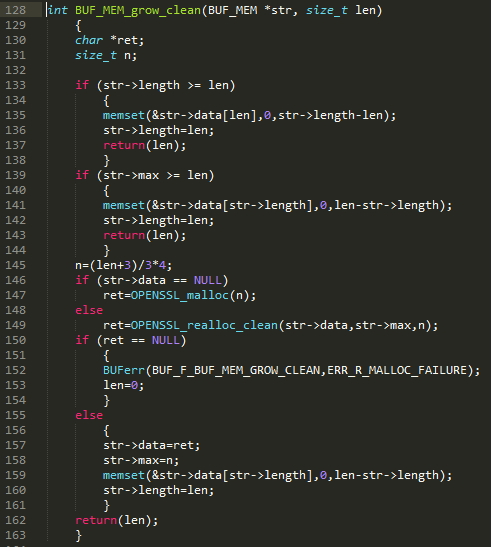 128 int BUF_MEM_grow_clean(BUF_MEM *str, size_t len)
129 {
130 char *ret;
131 size_t n;
132
133 if (str->length >= len)
134 {
135 memset(&str->data[len],0,str->length-len);
136 str->length=len;
137 return(len);
138 }
139 if (str->max >= len)
140 {
141 memset(&str->data[str->length],0,len-str->length);
142 str->length=len;
143 return(len);
144 }
145 n=(len+3)/3*4;
146 if (str->data == NULL)
147 ret=OPENSSL_malloc(n);
148 else
149 ret=OPENSSL_realloc_clean(str->data,str->max,n);
150 if (ret == NULL)
151 {
152 BUFerr(BUF_F_BUF_MEM_GROW_CLEAN,ERR_R_MALLOC_FAILURE);
153 len=0;
154 }
155 else
156 {
157 str->data=ret;
158 str->max=n;
159 memset(&str->data[str->length],0,len-str->length);
160 str->length=len;
161 }
162 return(len);
163 }